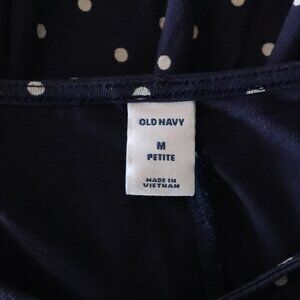 OLD NAVY
M
PETITE
MADE IN
VIETNAM